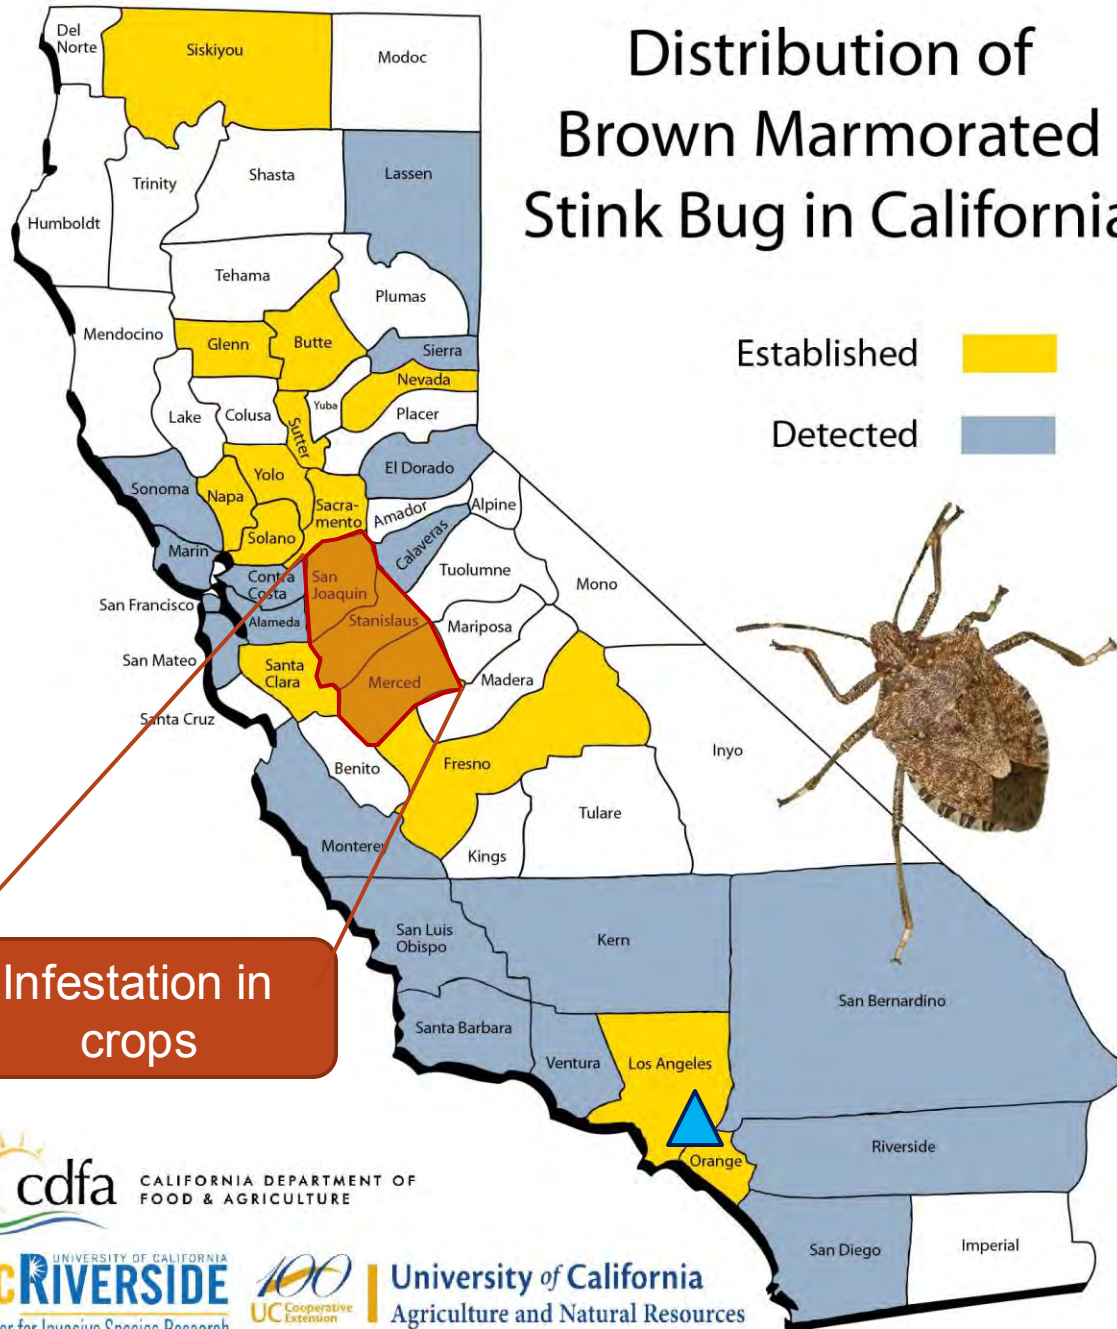 Distribution of
Brown Marmorated
Stink Bug in California
Established
Detected
Del
Norte
Siskiyou
Modoc
Trinity
Shasta
Lassen
Humboldt
Tehama
Plumas
Mendocino
Glenn
Butte
Sierra
Nevada
Lake
Colusa
Sutter
Yuba
Placer
Sonoma
Napa
Yolo
El Dorado
Sacra-
mento
Amador
Alpine
Marin
Solano
Calaveras
Contra
Costa
San
Joaquin
Tuolumne
Mono
San Francisco
Alameda
Stanislaus
Mariposa
San Mateo
Santa
Clara
Merced
Madera
Santa Cruz
Benito
Fresno
Inyo
Monterey
Kings
Tulare
San Luis
Obispo
Kern
San Bernardino
Santa Barbara
Ventura
Los Angeles
Orange
Riverside
San Diego
Imperial
Infestation in
crops
cdfa
CALIFORNIA DEPARTMENT OF
FOOD & AGRICULTURE
UNIVERSITY OF CALIFORNIA
RIVERSIDE
for Invasive Species Research
100
UC Cooperative
Extension
University of California
Agriculture and Natural Resources